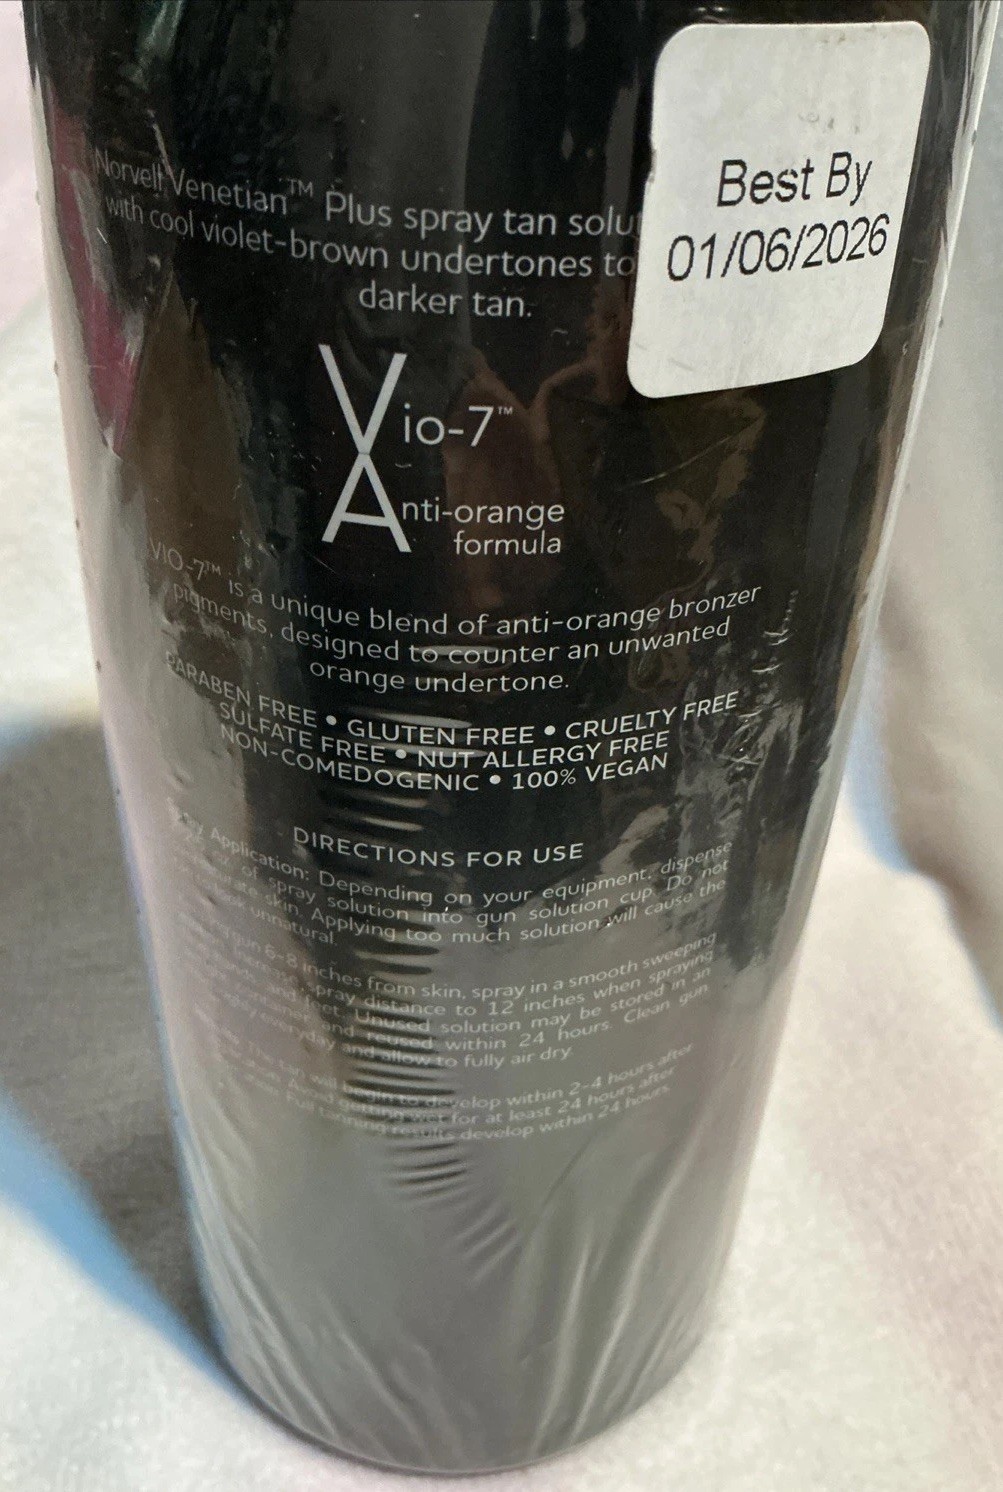 Best By
01/06/2026
Norvell Venetian™ Plus spray tan solu
with cool violet-brown undertones to
darker tan.
Vio-7™
Anti-orange
formula
VIO-7™ is a unique blend of anti-orange bronzer
pigments, designed to counter an unwanted
orange undertone.
PARABEN FREE • GLUTEN FREE • CRUELTY FREE
SULFATE FREE • NUT ALLERGY FREE
NON-COMEDOGENIC • 100% VEGAN
DIRECTIONS FOR USE
Application: Depending on your equipment, dispense
of spray solution into gun solution cup. Do not
skin. Applying too much solution will cause the
unnatural.
gun 6-8 inches from skin, spray in a smooth sweeping
increase spray distance to 12 inches when spraying
and feet. Unused solution may be stored in an
container and reused within 24 hours. Clean gun
everyday and allow to fully air dry.
tan will begin to develop within 2-4 hours after
Avoid getting wet for at least 24 hours after
Full tanning results develop within 24 hours.